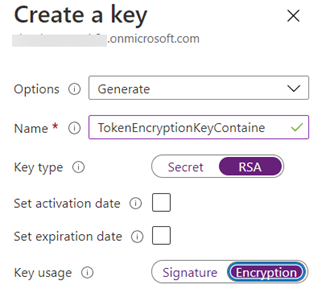 Create a key
.onmicrosoft.com
Options Generate
Name * TokenEncryptionKeyContaine
Key type Secret RSA
Set activation date
Set expiration date
Key usage Signature Encryption